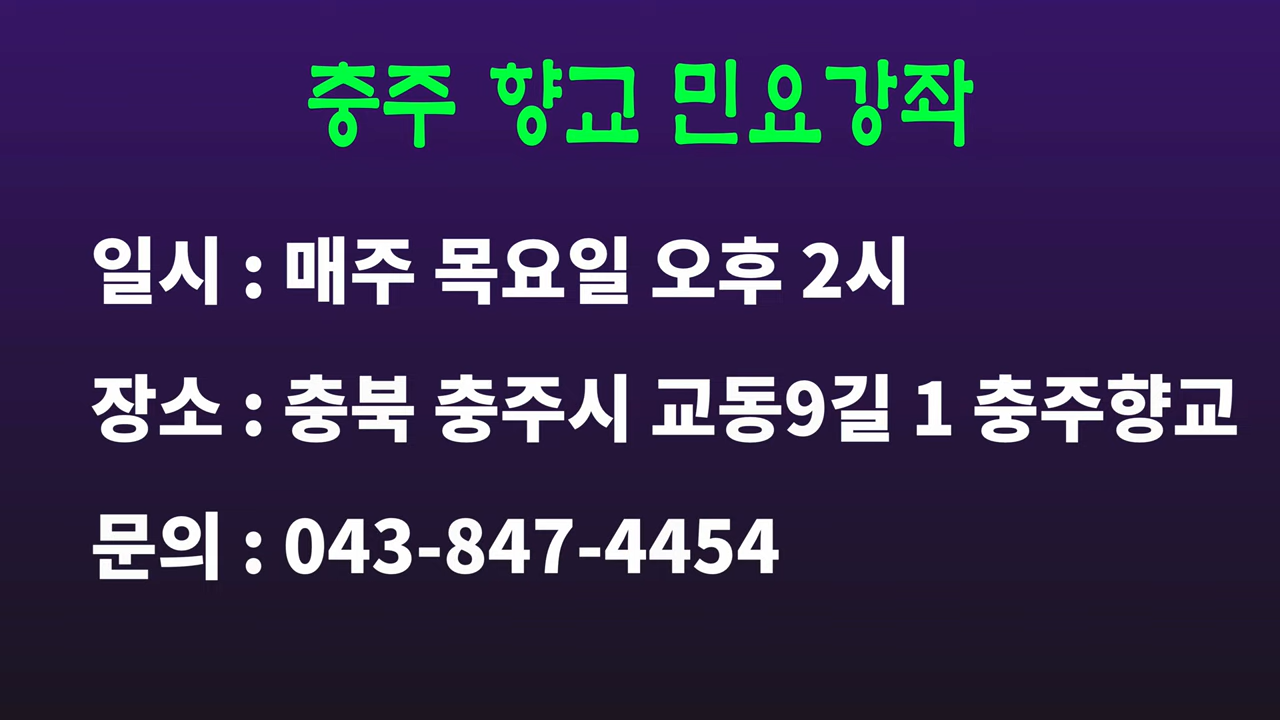 충주 향교 민요강좌
일시 : 매주 목요일 오후 2시
장소 : 충북 충주시 교동9길 1 충주향교
문의 : 043-847-4454